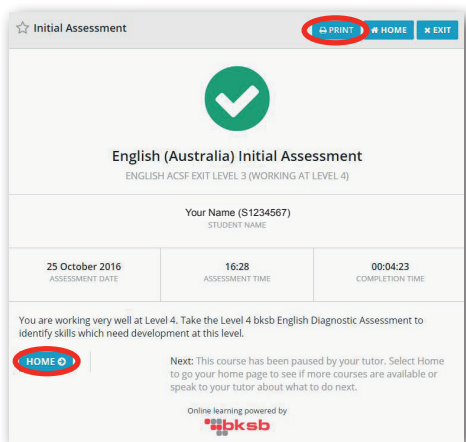 Initial Assessment
PRINT HOME EXIT
English (Australia) Initial Assessment
ENGLISH ACSF EXIT LEVEL 3 (WORKING AT LEVEL 4)
Your Name (S1234567)
STUDENT NAME
25 October 2016 16:28 00:04:23
ASSESSMENT DATE ASSESSMENT TIME COMPLETION TIME
You are working very well at Level 4. Take the Level 4 bksb English Diagnostic Assessment to
identify skills which need development at this level.
HOME
Next: This course has been paused by your tutor. Select Home
to go your home page to see if more courses are available or
speak to your tutor about what to do next.
Online learning powered by
bksb